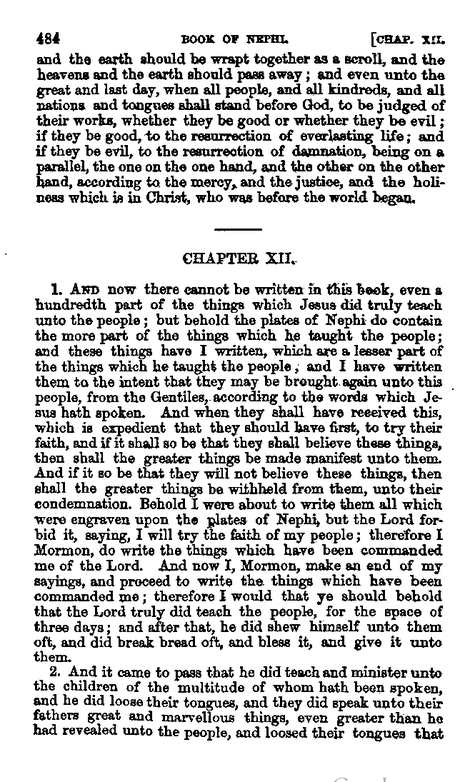 484 BOOK OF NEPHI. [CHAP. XII.
and the earth should be wrapt together as a scroll, and the
heavens and the earth should pass away; and even unto the
great and last day, when all people, and all kindreds, and all
nations and tongues shall stand before God, to be judged of
their works, whether they be good or whether they be evil;
if they be good, to the resurrection of everlasting life; and
if they be evil, to the resurrection of damnation, being on a
parallel, the one on the one hand, and the other on the other
hand, according to the mercy, and the justice, and the holi-
ness which is in Christ, who was before the world began.
CHAPTER XII.
1. AND now there cannot be written in this book, even a
hundredth part of the things which Jesus did truly teach
unto the people; but behold the plates of Nephi do contain
the more part of the things which he taught the people;
and these things have I written, which are a lesser part of
the things which he taught the people; and I have written
them to the intent that they may be brought again unto this
people, from the Gentiles, according to the words which Je-
sus hath spoken. And when they shall have received this,
which is expedient that they should have first, to try their
faith, and if it shall so be that they shall believe these things,
then shall the greater things be made manifest unto them.
And if it so be that they will not believe these things, then
shall the greater things be withheld from them, unto their
condemnation. Behold I were about to write them all which
were engraven upon the plates of Nephi, but the Lord for-
bid it, saying, I will try the faith of my people; therefore I
Mormon, do write the things which have been commanded
me of the Lord. And now I, Mormon, make an end of my
sayings, and proceed to write the things which have been
commanded me; therefore I would that ye should behold
that the Lord truly did teach the people, for the space of
three days; and after that, he did shew himself unto them
oft, and did break bread oft, and bless it, and give it unto
them.
2. And it came to pass that he did teach and minister unto
the children of the multitude of whom hath been spoken,
and he did loose their tongues, and they did speak unto their
fathers great and marvellous things, even greater than he
had revealed unto the people, and loosed their tongues that